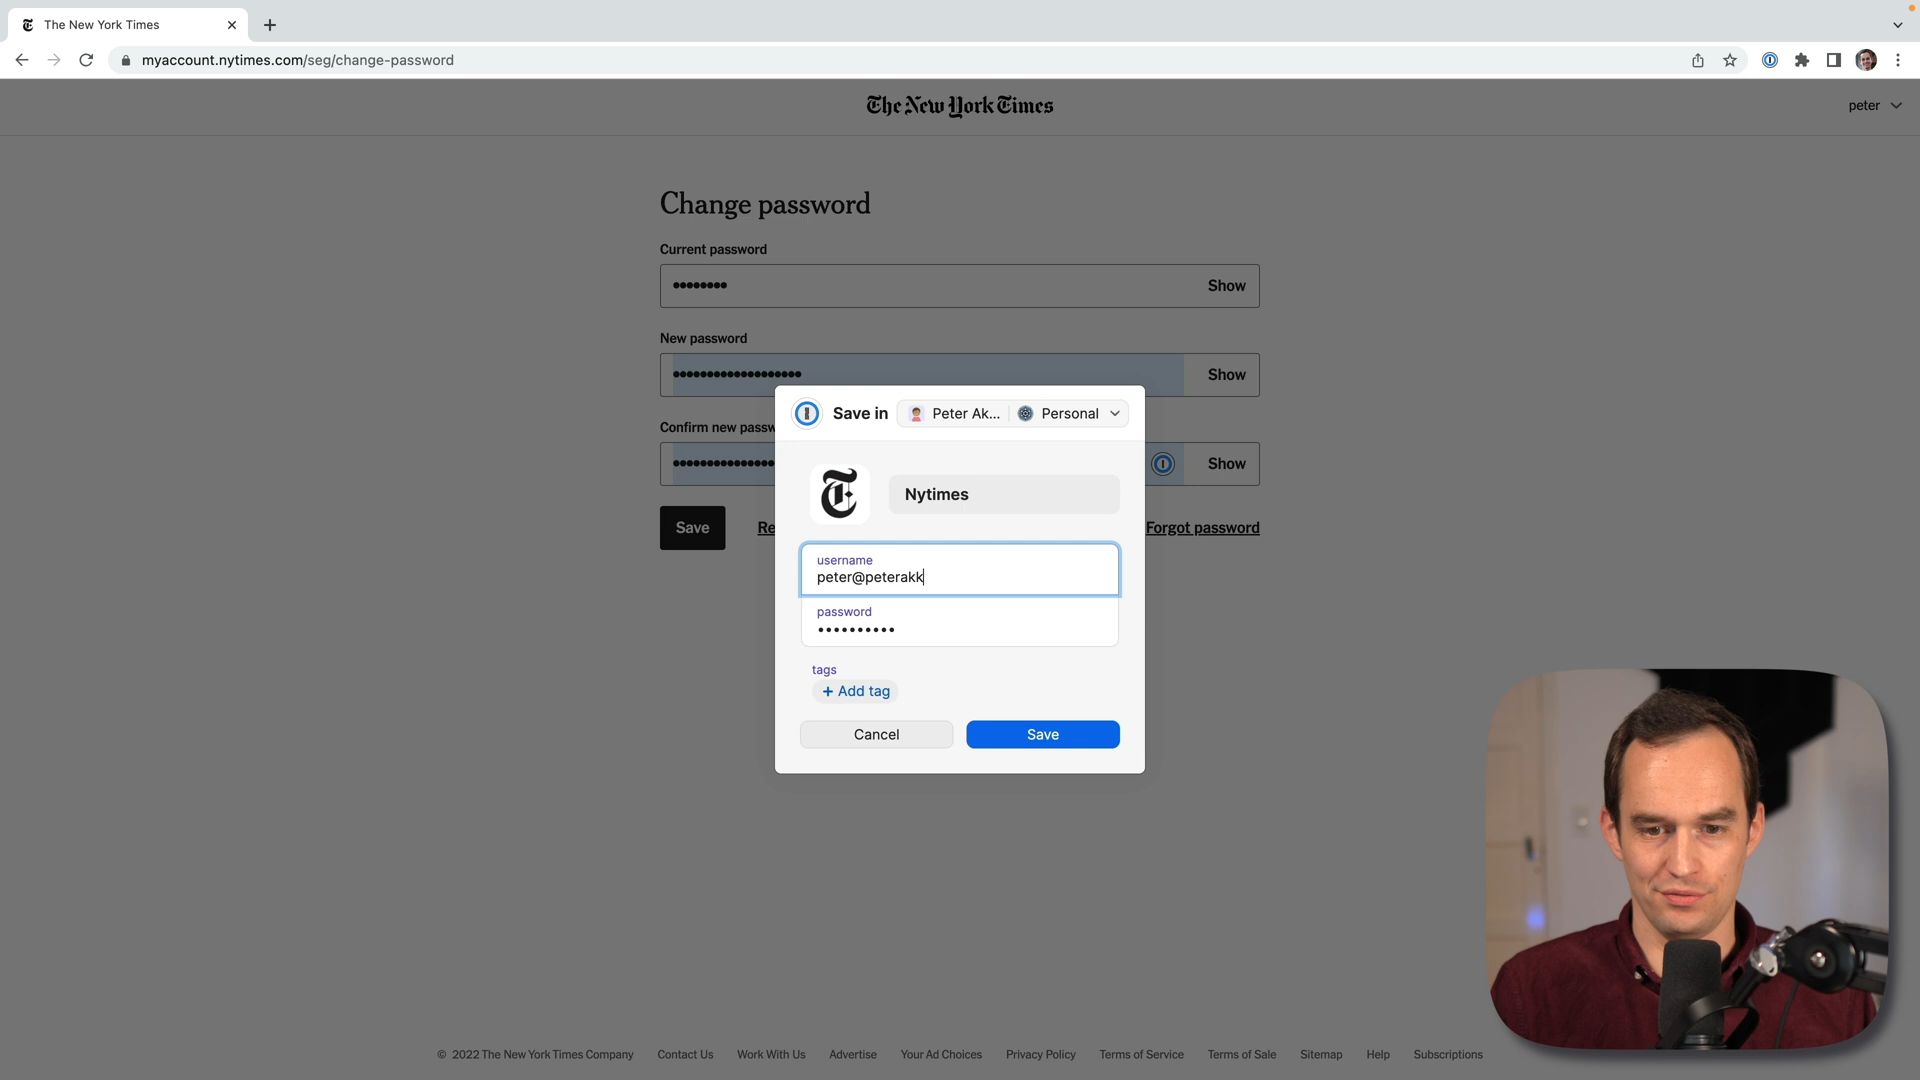 The New York Times
myaccount.nytimes.com/seg/change-password
The New York Times
peter
Change password
Current password
••••••••
Show
New password
•••••••••••••••••••
Show
Confirm new passw
•••••••••••••••
Show
Save
Re
Forgot password
Save in
Peter Ak...
Personal
Nytimes
username
peter@peterakk
password
••••••••••
tags
+ Add tag
Cancel
Save
© 2022 The New York Times Company Contact Us Work With Us Advertise Your Ad Choices Privacy Policy Terms of Service Terms of Sale Sitemap Help Subscriptions